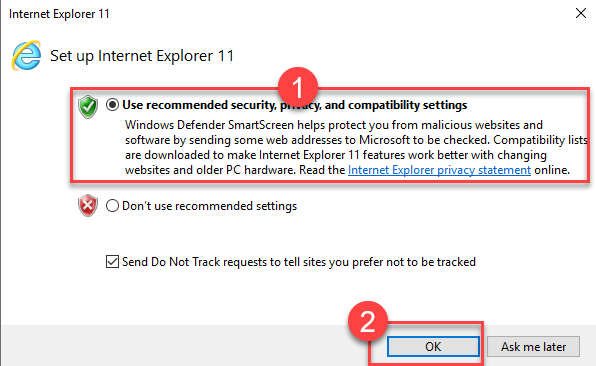 Internet Explorer 11
Set up Internet Explorer 11
1
Use recommended security, privacy, and compatibility settings
Windows Defender SmartScreen helps protect you from malicious websites and
software by sending some web addresses to Microsoft to be checked. Compatibility lists
are downloaded to make Internet Explorer 11 features work better with changing
websites and older PC hardware. Read the Internet Explorer privacy statement online.
Don't use recommended settings
Send Do Not Track requests to tell sites you prefer not to be tracked
2
OK
Ask me later